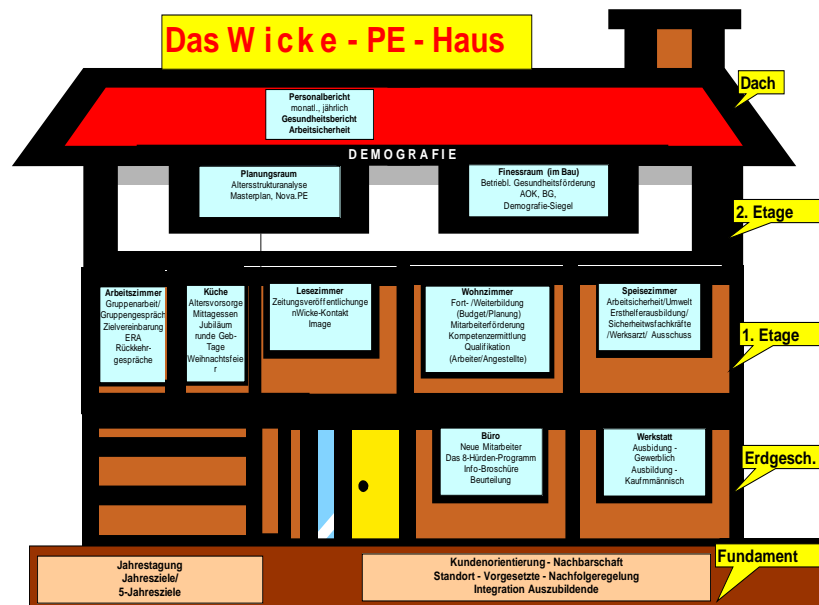 Das Wicke - PE - Haus
Dach
Personalbericht
monatl., jährlich
Gesundheitsbericht
Arbeitsicherheit
DEMOGRAFIE
Planungsraum
Altersstrukturanalyse
Masterplan, Nova.PE
Finessraum (im Bau)
Betriebl. Gesundheitsförderung
AOK, BG,
Demografie-Siegel
2. Etage
Arbeitszimmer
Gruppenarbeit/
Gruppengespräch
Zielvereinbarung
ERA
Rückkehr-
gespräche
Küche
Altersvorsorge
Mittagessen
Jubiläum
runde Geb-
Tage
Weihnachtsfeie
r
Lesezimmer
Zeitungsveröffentlichunge
nWicke-Kontakt
Image
Wohnzimmer
Fort- /Weiterbildung
(Budget/Planung)
Mitarbeiterförderung
Kompetenzermittlung
Qualifikation
(Arbeiter/Angestellte)
Speisezimmer
Arbeitsicherheit/Umwelt
Ersthelferausbildung/
Sicherheitswsfachkräfte
/Werksarzt/ Ausschuss
1. Etage
Büro
Neue Mitarbeiter
Das 8-Hürden-Programm
Info-Broschüre
Beurteilung
Werkstatt
Ausbidung -
Gewerblich
Ausbildung -
Kaufmmännisch
Erdgesch.
Fundament
Jahrestagung
Jahresziele/
5-Jahresziele
Kundenorientierung - Nachbarschaft
Standort - Vorgesetzte - Nachfolgeregelung
Integration Auszubildende